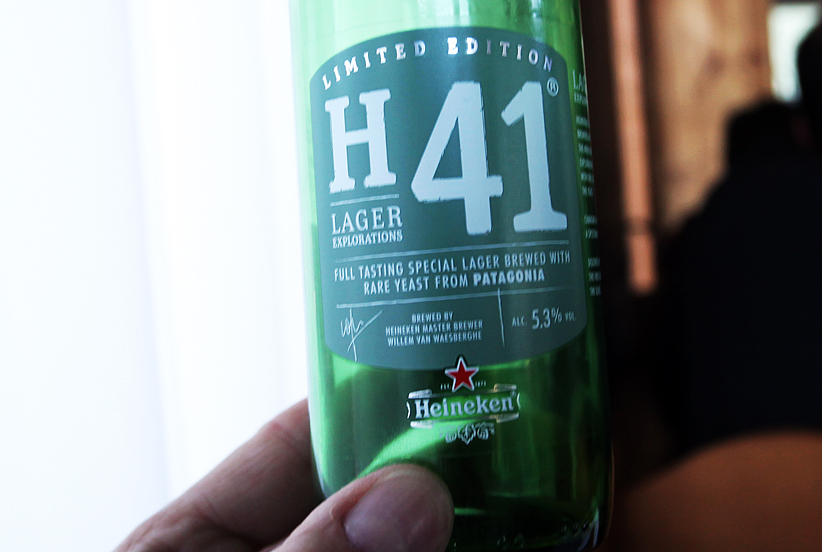 LIMITED EDITION
H41®
LAGER
EXPLORATIONS
FULL TASTING SPECIAL LAGER BREWED WITH
RARE YEAST FROM PATAGONIA
BREWED BY
HEINEKEN MASTER BREWER
WILLEM VAN WAESBERGHE
ALC. 5.3% VOL.
Heineken